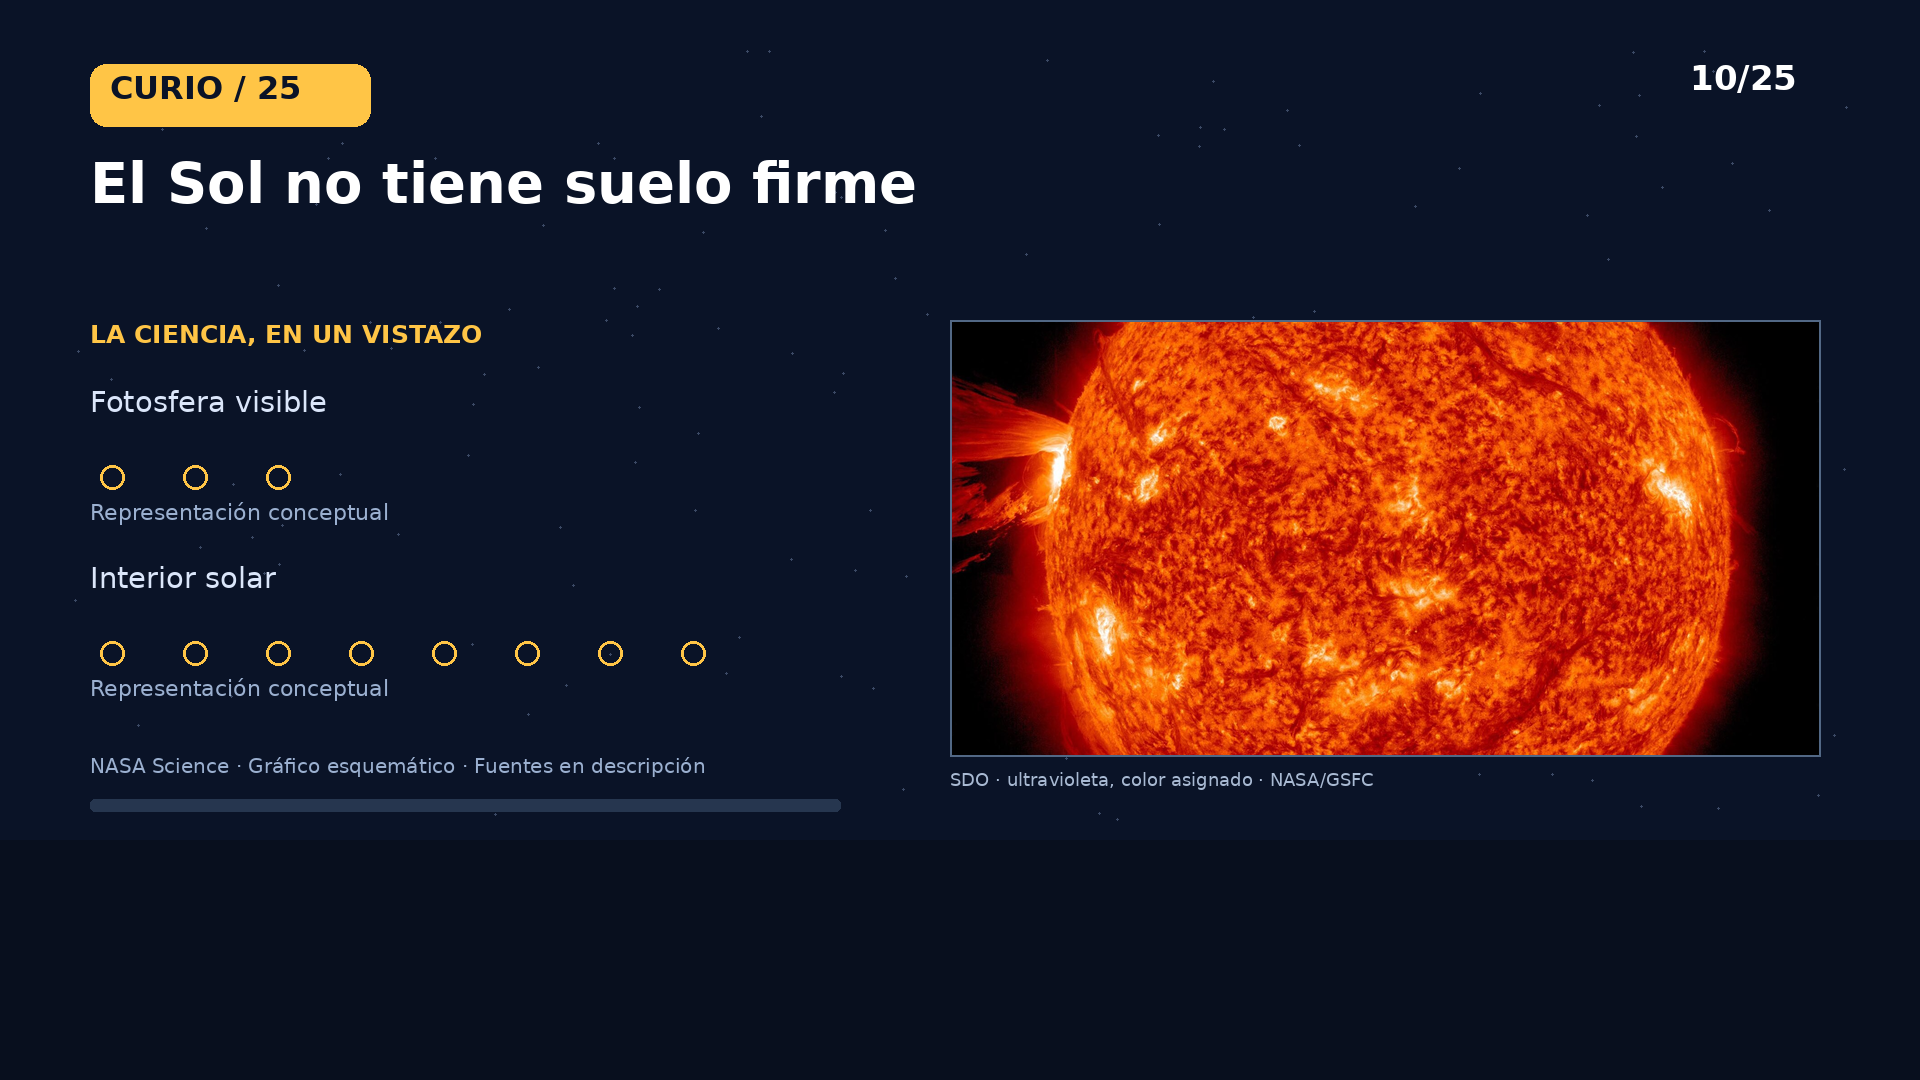 CURIO / 25
10/25
El Sol no tiene suelo firme
LA CIENCIA, EN UN VISTAZO
Fotosfera visible
Representación conceptual
Interior solar
Representación conceptual
NASA Science · Gráfico esquemático · Fuentes en descripción
SDO · ultravioleta, color asignado · NASA/GSFC